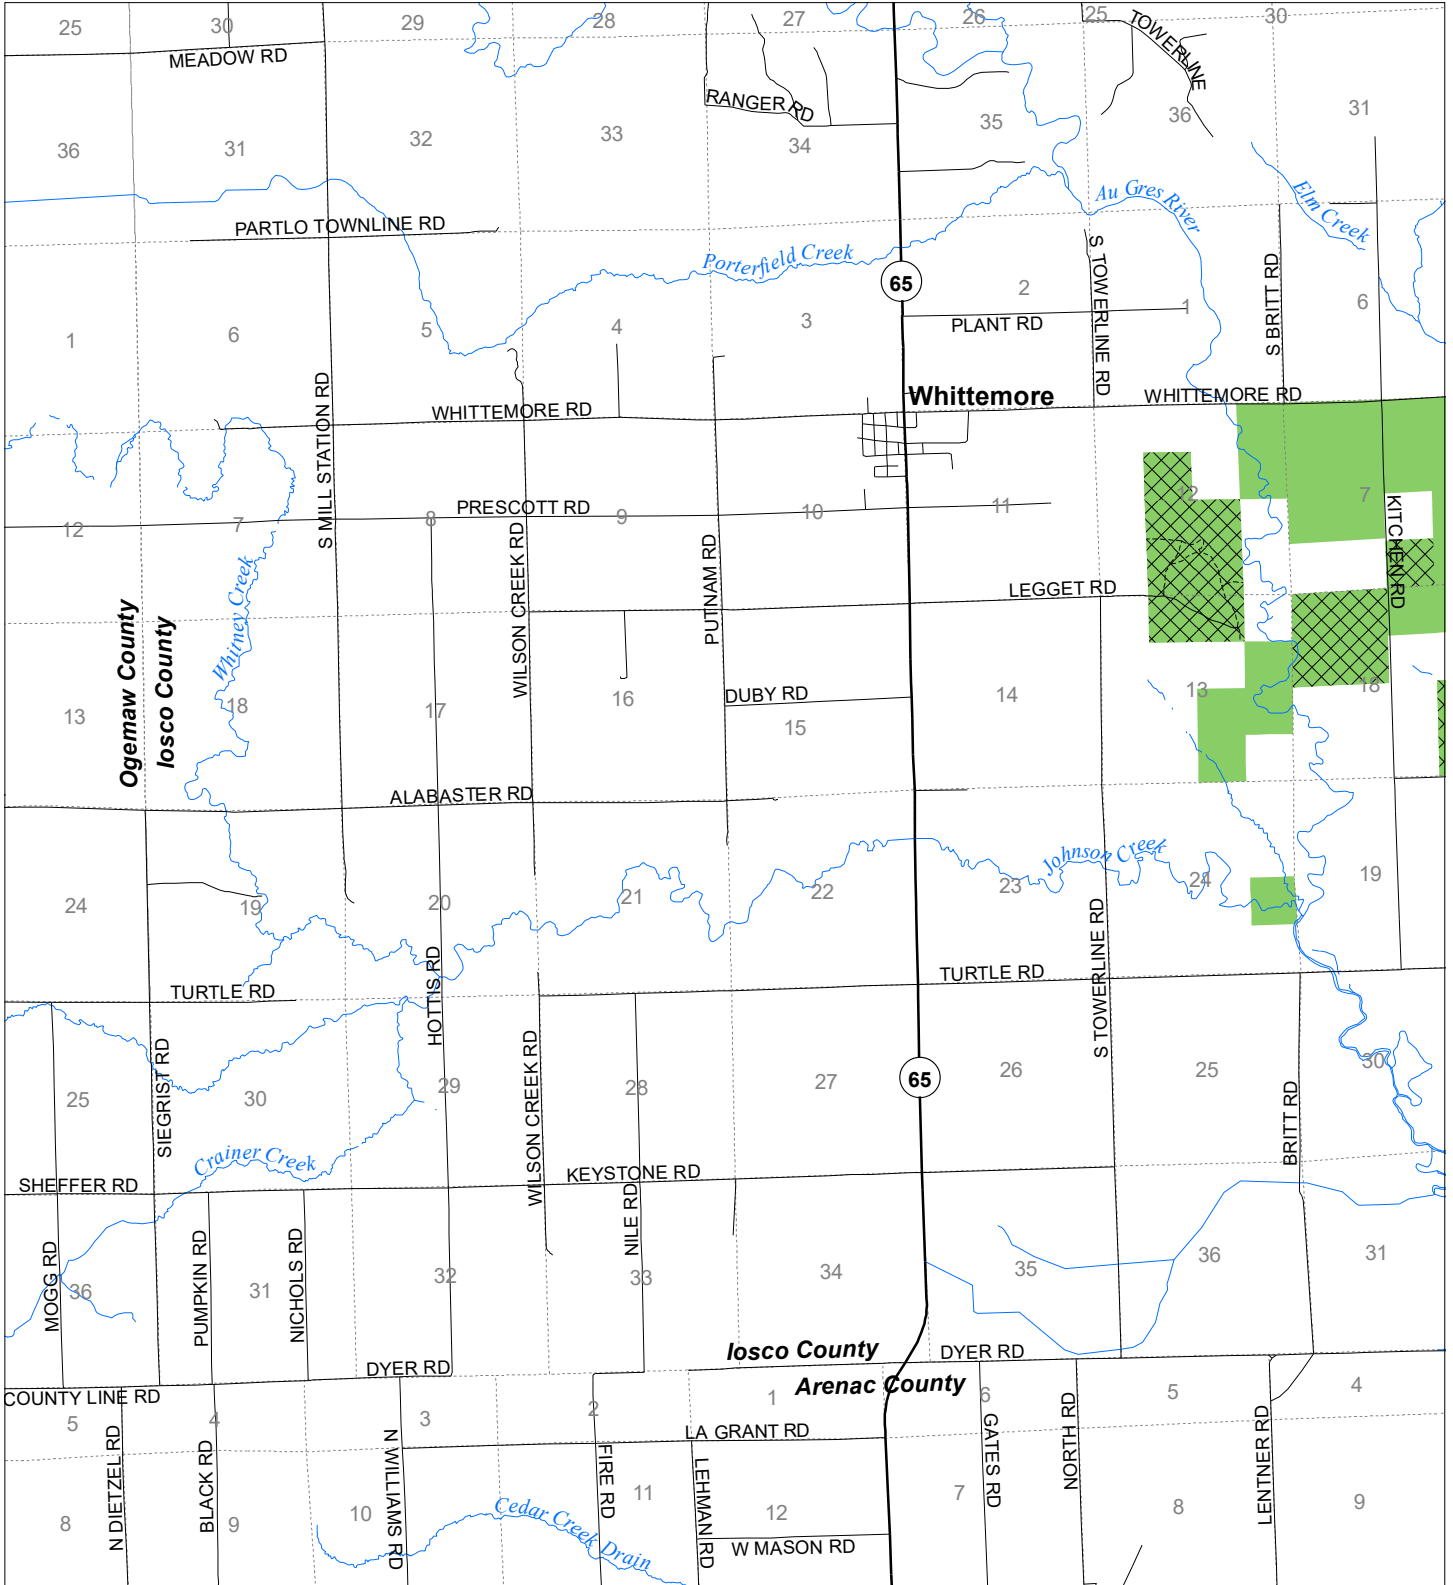 25
30
29
28
27
26
25
30
MEADOW RD
TOWERLINE
RANGER RD
36
31
32
33
34
35
36
31
Au Gres River
Elm Creek
PARTLO TOWNLINE RD
Porterfield Creek
65
S TOWERLINE RD
S BRITT RD
1
6
5
4
3
2
1
6
PLANT RD
S MILL STATION RD
WHITTEMORE RD
Whittemore
WHITTEMORE RD
12
7
8
9
10
11
12
7
PRESCOTT RD
WILSON CREEK RD
PUTNAM RD
KITCHEN RD
LEGGET RD
Whitney Creek
Ogemaw County
Iosco County
13
18
17
16
15
14
13
18
DUBY RD
ALABASTER RD
Johnson Creek
24
19
20
21
22
23
24
19
S TOWERLINE RD
HOTTIS RD
TURTLE RD
TURTLE RD
SIEGRIST RD
WILSON CREEK RD
65
25
30
29
28
27
26
25
30
BRITT RD
Crainer Creek
SHEFFER RD
KEYSTONE RD
NILE RD
MOGG RD
PUMPKIN RD
NICHOLS RD
36
31
32
33
34
35
36
31
Iosco County
DYER RD
DYER RD
Arenac County
COUNTY LINE RD
5
4
3
2
1
6
5
4
LA GRANT RD
N DIETZEL RD
BLACK RD
N WILLIAMS RD
FIRE RD
LEHMAN RD
GATES RD
NORTH RD
LENTNER RD
8
9
10
11
12
7
8
9
Cedar Creek Drain
W MASON RD